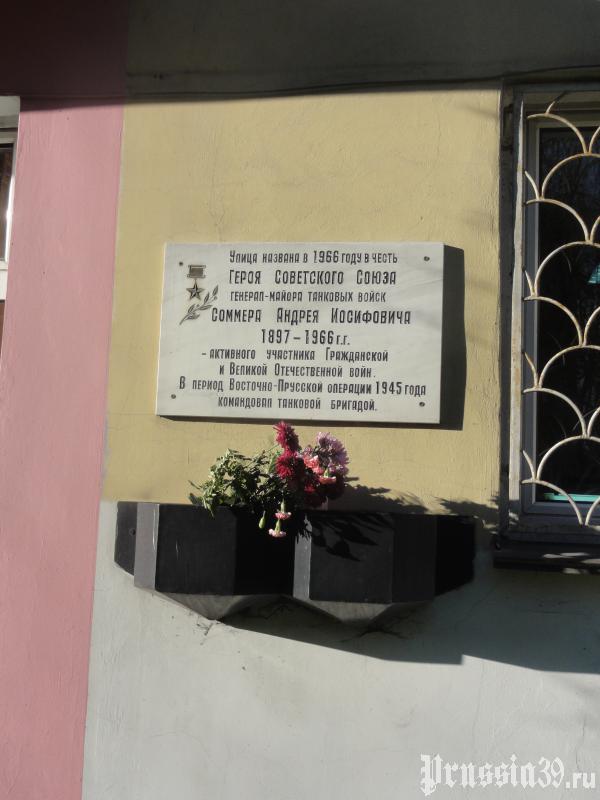 Улица названа в 1966 году в честь
Героя Советского Союза
генерал-майора танковых войск
Соммера Андрея Иосифовича
1897 – 1966 г.г.
- активного участника Гражданской
и Великой Отечественной войн.
В период Восточно-Прусской операции 1945 года
командовал танковой бригадой.
Prussia39.ru